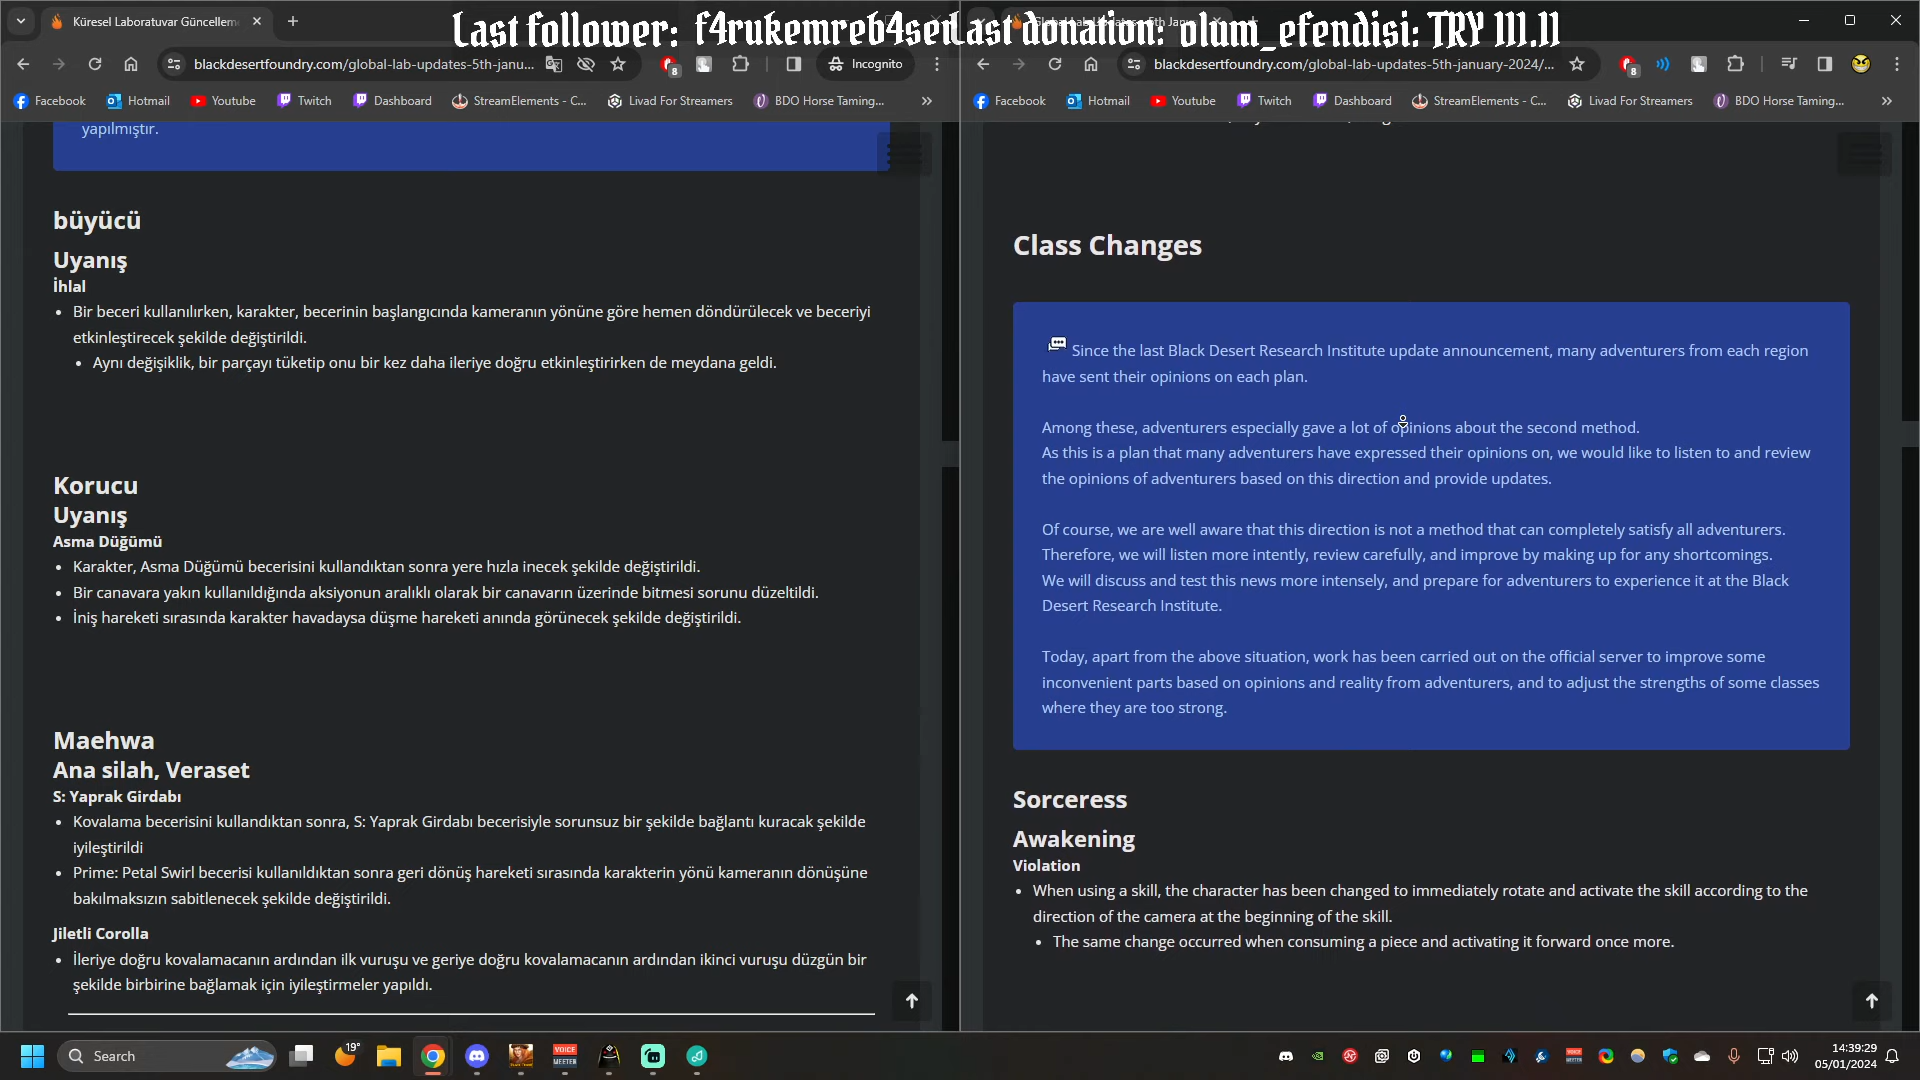 Küresel Laboratuvar Güncellem
Last follower: f4rukemreb4sen
Last donation: olum_efendisi: TRY 111.11
blackdesertfoundry.com/global-lab-updates-5th-janu...
8
Incognito
blackdesertfoundry.com/global-lab-updates-5th-january-2024/...
8
Facebook Hotmail Youtube Twitch Dashboard StreamElements - C... Livad For Streamers BDO Horse Taming... »
Facebook Hotmail Youtube Twitch Dashboard StreamElements - C... Livad For Streamers BDO Horse Taming... »
yapılmıştır.
büyücü
Uyanış
İhlal
• Bir beceri kullanılırken, karakter, becerinin başlangıcında kameranın yönüne göre hemen döndürülecek ve beceriyi
etkinleştirecek şekilde değiştirildi.
• Aynı değişiklik, bir parçayı tüketip onu bir kez daha ileriye doğru etkinleştirirken de meydana geldi.
Korucu
Uyanış
Asma Düğümü
• Karakter, Asma Düğümü becerisini kullandıktan sonra yere hızla inecek şekilde değiştirildi.
• Bir canavara yakın kullanıldığında aksiyonun aralıklı olarak bir canavarın üzerinde bitmesi sorunu düzeltildi.
• İniş hareketi sırasında karakter havadaysa düşme hareketi anında görünecek şekilde değiştirildi.
Maehwa
Ana silah, Veraset
S: Yaprak Girdabı
• Kovalama becerisini kullandıktan sonra, S: Yaprak Girdabı becerisiyle sorunsuz bir şekilde bağlantı kuracak şekilde
iyileştirildi
• Prime: Petal Swirl becerisi kullanıldıktan sonra geri dönüş hareketi sırasında karakterin yönü kameranın dönüşüne
bakılmaksızın sabitlenecek şekilde değiştirildi.
Jiletli Corolla
• İleriye doğru kovalamacanın ardından ilk vuruşu ve geriye doğru kovalamacanın ardından ikinci vuruşu düzgün bir
şekilde birbirine bağlamak için iyileştirmeler yapıldı.
Class Changes
Since the last Black Desert Research Institute update announcement, many adventurers from each region
have sent their opinions on each plan.
Among these, adventurers especially gave a lot of opinions about the second method.
As this is a plan that many adventurers have expressed their opinions on, we would like to listen to and review
the opinions of adventurers based on this direction and provide updates.
Of course, we are well aware that this direction is not a method that can completely satisfy all adventurers.
Therefore, we will listen more intently, review carefully, and improve by making up for any shortcomings.
We will discuss and test this news more intensely, and prepare for adventurers to experience it at the Black
Desert Research Institute.
Today, apart from the above situation, work has been carried out on the official server to improve some
inconvenient parts based on opinions and reality from adventurers, and to adjust the strengths of some classes
where they are too strong.
Sorceress
Awakening
Violation
• When using a skill, the character has been changed to immediately rotate and activate the skill according to the
direction of the camera at the beginning of the skill.
• The same change occurred when consuming a piece and activating it forward once more.
Search
19°
VOICE
MEETER
14:39:29
05/01/2024